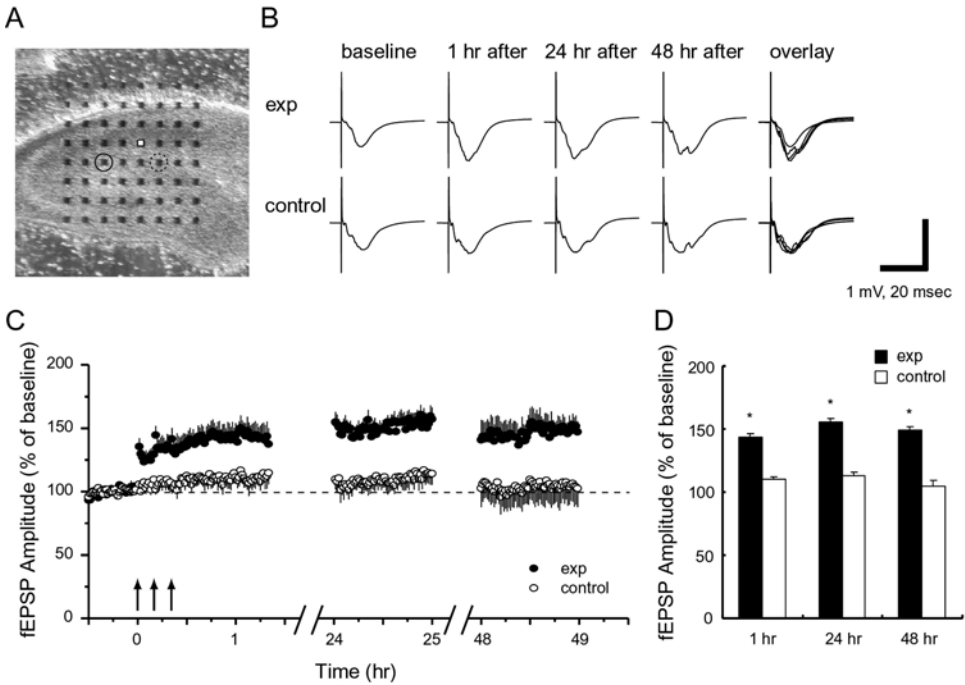 A
B
baseline
1 hr after
24 hr after
48 hr after
overlay
exp
control
1 mV, 20 msec
C
fEPSP Amplitude (% of baseline)
200
150
100
50
0
exp
control
0
1
24
25
48
49
Time (hr)
D
fEPSP Amplitude (% of baseline)
exp
control
200
150
100
50
0
*
*
*
1 hr
24 hr
48 hr